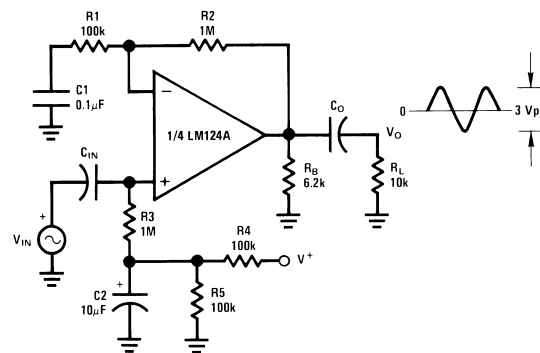 R1
100k
R2
1M
C1
0.1μF
1/4 LM124A
CO
VO
0
3 Vp
CIN
RB
6.2k
RL
10k
R3
1M
R4
100k
V+
VIN
C2
10μF
R5
100k